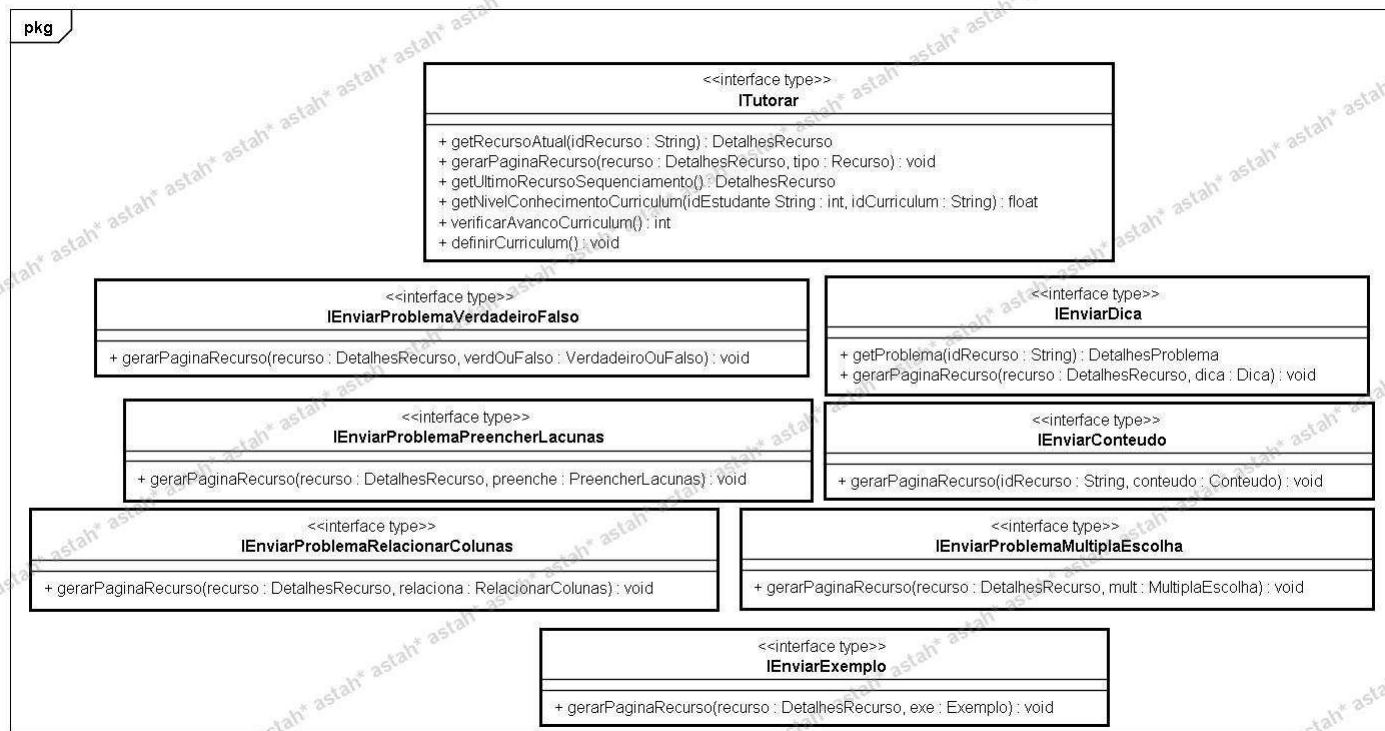 pkg
<<interface type>>
ITutorar
+ getRecursoAtual(idRecurso : String) : DetalhesRecurso
+ gerarPaginaRecurso(recurso : DetalhesRecurso, tipo : Recurso) : void
+ getUltimoRecursoSequenciamento() : DetalhesRecurso
+ getNivelConhecimentoCurriculum(idEstudante String : int, idCurriculum : String) : float
+ verificarAvancoCurriculum() : int
+ definirCurriculum() : void
<<interface type>>
IEnviarProblemaVerdadeiroFalso
+ gerarPaginaRecurso(recurso : DetalhesRecurso, verdOuFalso : VerdadeiroOuFalso) : void
<<interface type>>
IEnviarDica
+ getProblema(idRecurso : String) : DetalhesProblema
+ gerarPaginaRecurso(recurso : DetalhesRecurso, dica : Dica) : void
<<interface type>>
IEnviarProblemaPreencherLacunas
+ gerarPaginaRecurso(recurso : DetalhesRecurso, preenche : PreencherLacunas) : void
<<interface type>>
IEnviarConteudo
+ gerarPaginaRecurso(idRecurso : String, conteudo : Conteudo) : void
<<interface type>>
IEnviarProblemaRelacionarColunas
+ gerarPaginaRecurso(recurso : DetalhesRecurso, relaciona : RelacionarColunas) : void
<<interface type>>
IEnviarProblemaMultiplaEscolha
+ gerarPaginaRecurso(recurso : DetalhesRecurso, mult : MultiplaEscolha) : void
<<interface type>>
IEnviarExemplo
+ gerarPaginaRecurso(recurso : DetalhesRecurso, exe : Exemplo) : void